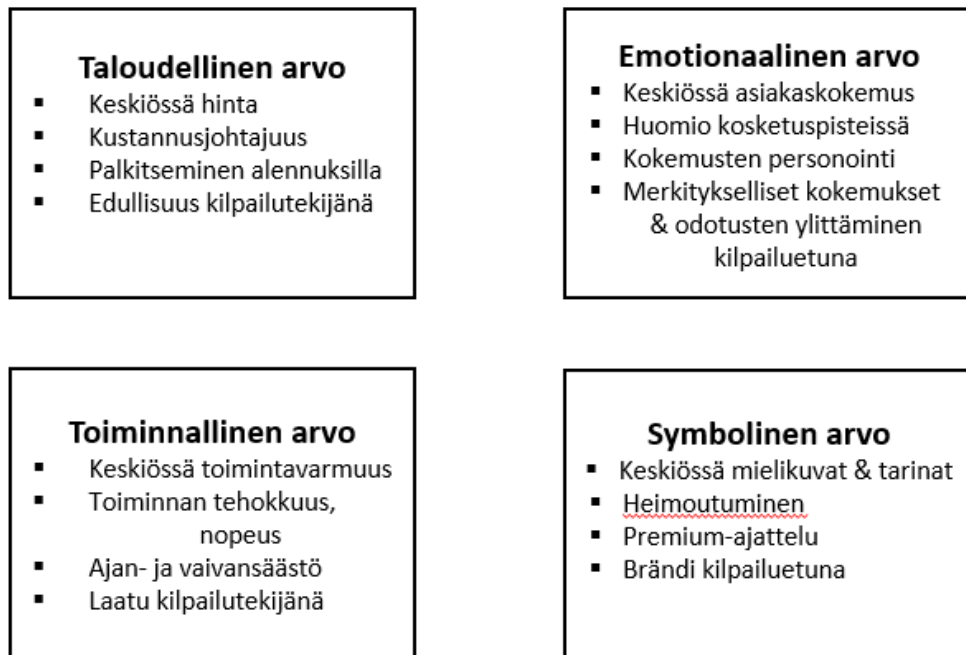 Taloudellinen arvo
▪ Keskiössä hinta
▪ Kustannusjohtajuus
▪ Palkitseminen alennuksilla
▪ Edullisuus kilpailutekijänä
Emotionaalinen arvo
▪ Keskiössä asiakaskokemus
▪ Huomio kosketuspisteissä
▪ Kokemusten personointi
▪ Merkitykselliset kokemukset
& odotusten ylittäminen
kilpailuetuna
Toiminnallinen arvo
▪ Keskiössä toimintavarmuus
▪ Toiminnan tehokkuus,
nopeus
▪ Ajan- ja vaivansäästö
▪ Laatu kilpailutekijänä
Symbolinen arvo
▪ Keskiössä mielikuvat & tarinat
▪ Heimoutuminen
▪ Premium-ajattelu
▪ Brändi kilpailuetuna